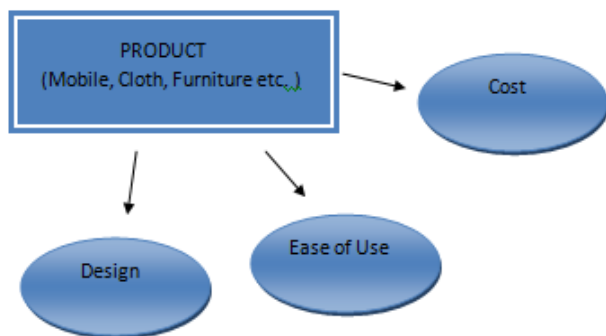 PRODUCT
(Mobile, Cloth, Furniture etc. )
Cost
Ease of Use
Design